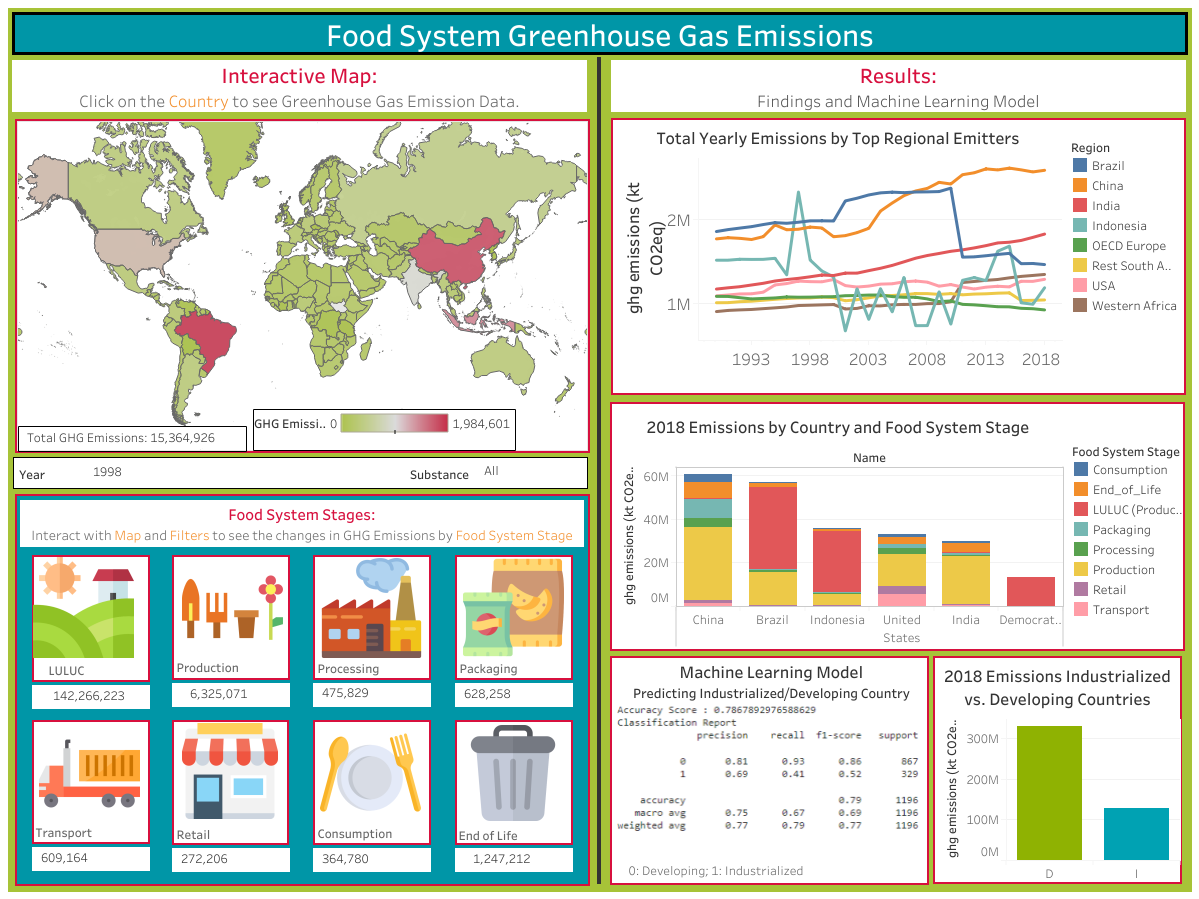 Food System Greenhouse Gas Emissions
Interactive Map:
Click on the Country to see Greenhouse Gas Emission Data.
Total GHG Emissions: 15,364,926
GHG Emissi.. 0 1,984,601
Year 1998 Substance All
Food System Stages:
Interact with Map and Filters to see the changes in GHG Emissions by Food System Stage
LULUC
Production
Processing
Packaging
142,266,223
6,325,071
475,829
628,258
Transport
Retail
Consumption
End of Life
609,164
272,206
364,780
1,247,212
Results:
Findings and Machine Learning Model
Total Yearly Emissions by Top Regional Emitters
ghg emissions (kt
CO2eq)
2M
1M
1993 1998 2003 2008 2013 2018
Region
Brazil
China
India
Indonesia
OECD Europe
Rest South A..
USA
Western Africa
2018 Emissions by Country and Food System Stage
Name
ghg emissions (kt CO2e..
60M
40M
20M
0M
China Brazil Indonesia United India Democrat..
States
Food System Stage
Consumption
End_of_Life
LULUC (Produc..
Packaging
Processing
Production
Retail
Transport
Machine Learning Model
Predicting Industrialized/Developing Country
Accuracy Score : 0.7867892976588629
Classification Report
precision recall f1-score support
0 0.81 0.93 0.86 867
1 0.69 0.41 0.52 329
accuracy 0.79 1196
macro avg 0.75 0.67 0.69 1196
weighted avg 0.77 0.79 0.77 1196
0: Developing; 1: Industrialized
2018 Emissions Industrialized
vs. Developing Countries
ghg emissions (kt CO2e..
300M
200M
100M
0M
D I